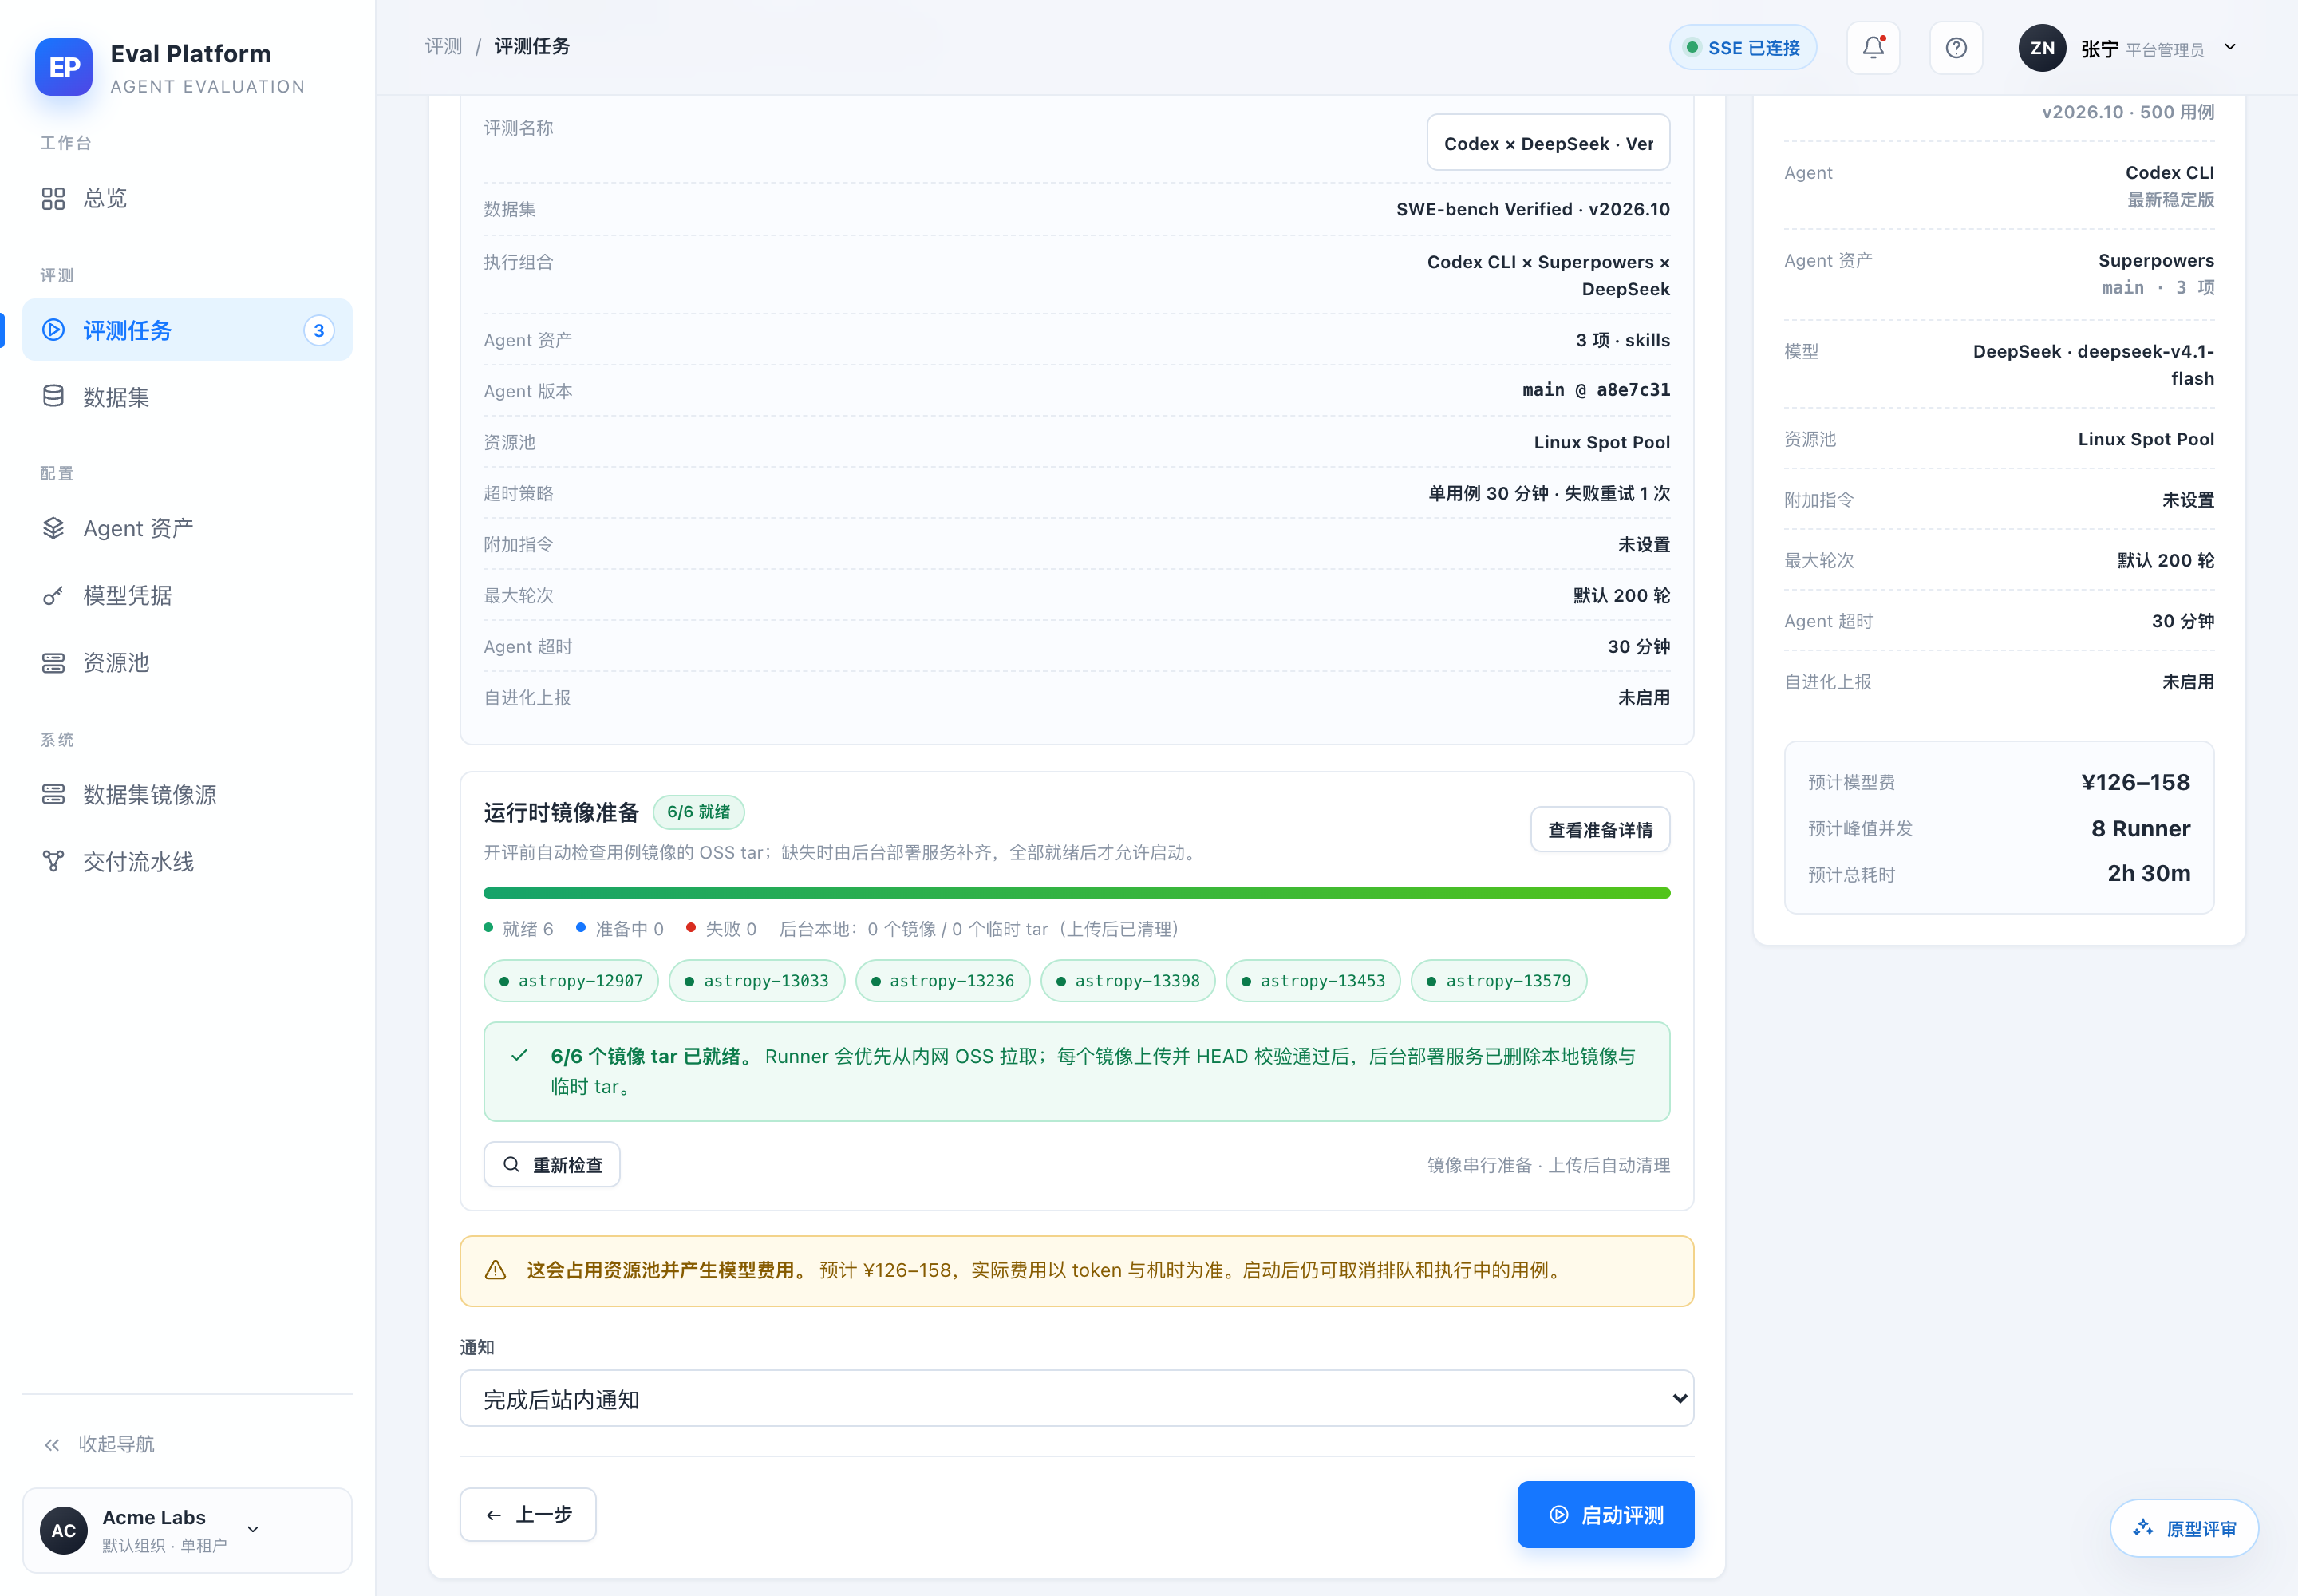 EP
Eval Platform
AGENT EVALUATION
工作台
总览
评测
评测任务 3
数据集
配置
Agent 资产
模型凭据
资源池
系统
数据集镜像源
交付流水线
收起导航
AC
Acme Labs
默认组织 · 单租户
评测 / 评测任务
SSE 已连接
ZN 张宁 平台管理员
评测名称 Codex × DeepSeek · Ver
数据集 SWE-bench Verified · v2026.10
执行组合 Codex CLI × Superpowers ×
DeepSeek
Agent 资产 3 项 · skills
Agent 版本 main @ a8e7c31
资源池 Linux Spot Pool
超时策略 单用例 30 分钟 · 失败重试 1 次
附加指令 未设置
最大轮次 默认 200 轮
Agent 超时 30 分钟
自进化上报 未启用
运行时镜像准备 6/6 就绪
查看准备详情
开评前自动检查用例镜像的 OSS tar；缺失时由后台部署服务补齐，全部就绪后才允许启动。
就绪 6 准备中 0 失败 0 后台本地：0 个镜像 / 0 个临时 tar（上传后已清理）
astropy-12907 astropy-13033 astropy-13236 astropy-13398 astropy-13453 astropy-13579
6/6 个镜像 tar 已就绪。 Runner 会优先从内网 OSS 拉取；每个镜像上传并 HEAD 校验通过后，后台部署服务已删除本地镜像与
临时 tar。
重新检查 镜像串行准备 · 上传后自动清理
这会占用资源池并产生模型费用。 预计 ¥126–158，实际费用以 token 与机时为准。启动后仍可取消排队和执行中的用例。
通知
完成后站内通知
上一步 启动评测
v2026.10 · 500 用例
Agent Codex CLI
最新稳定版
Agent 资产 Superpowers
main · 3 项
模型 DeepSeek · deepseek-v4.1-
flash
资源池 Linux Spot Pool
附加指令 未设置
最大轮次 默认 200 轮
Agent 超时 30 分钟
自进化上报 未启用
预计模型费 ¥126–158
预计峰值并发 8 Runner
预计总耗时 2h 30m
原型评审